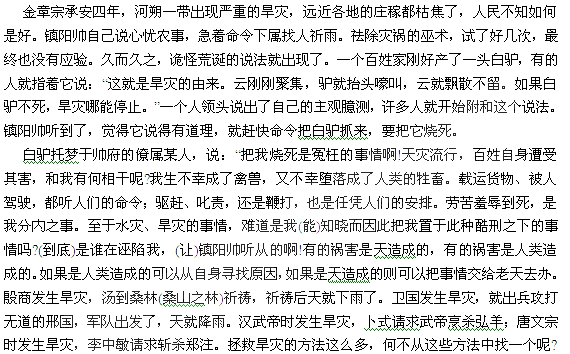 金章宗承安四年，河朔一带出现严重的旱灾，远近各地的庄稼都枯焦了，人民不知如何
是好。镇阳帅自己说心忧农事，急着命令下属找人祈雨。祛除灾祸的巫术，试了好几次，最
终也没有应验。久而久之，诡怪荒诞的说法就出现了。一个百姓家刚好产了一头白驴，有的
人就指着它说：“这就是旱灾的由来。云刚刚聚集，驴就抬头嚎叫，云就飘散不留。如果白
驴不死，旱灾哪能停止。”一个人领头说出了自己的主观臆测，许多人就开始附和这个说法。
镇阳帅听到了，觉得它说得有道理，就赶快命令把白驴抓来，要把它烧死。
白驴托梦于帅府的僚属某人，说：“把我烧死是冤枉的事情啊!天灾流行，百姓自身遭受
其害，和我有何相干呢?我生不幸成了禽兽，又不幸堕落成了人类的牲畜。载运货物、被人
驾驶，都听人们的命令；驱赶、叱责，还是鞭打，也是任凭人们的安排。劳苦羞辱到死，是
我分内之事。至于水灾、旱灾的事情，难道是我(能)知晓而因此把我置于此种酷刑之下的事
情吗?(到底)是谁在诬陷我，(让)镇阳帅听从的啊!有的祸害是天造成的，有的祸害是人类造
成的。如果是人类造成的可以从自身寻找原因，如果是天造成的则可以把事情交给老天去办。
殷商发生旱灾，汤到桑林(桑山之林)祈祷，祈祷后天就下雨了。卫国发生旱灾，就出兵攻打
无道的邢国，军队出发了，天就降雨。汉武帝时发生旱灾，卜式请求武帝烹杀弘羊；唐文宗
时发生旱灾，李中敏请求斩杀郑注。拯救旱灾的方法这么多，何不从这些方法中找一个呢?